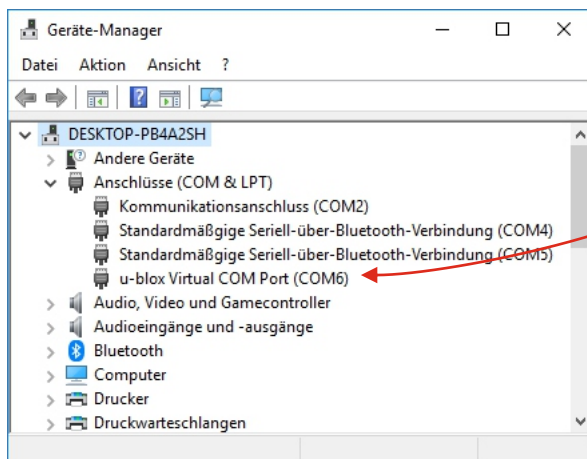 Geräte-Manager
Datei Aktion Ansicht ?
DESKTOP-PB4A2SH
Andere Geräte
Anschlüsse (COM & LPT)
Kommunikationsanschluss (COM2)
Standardmäßgige Seriell-über-Bluetooth-Verbindung (COM4)
Standardmäßgige Seriell-über-Bluetooth-Verbindung (COM5)
u-blox Virtual COM Port (COM6)
Audio, Video und Gamecontroller
Audioeingänge und -ausgänge
Bluetooth
Computer
Drucker
Druckwarteschlangen